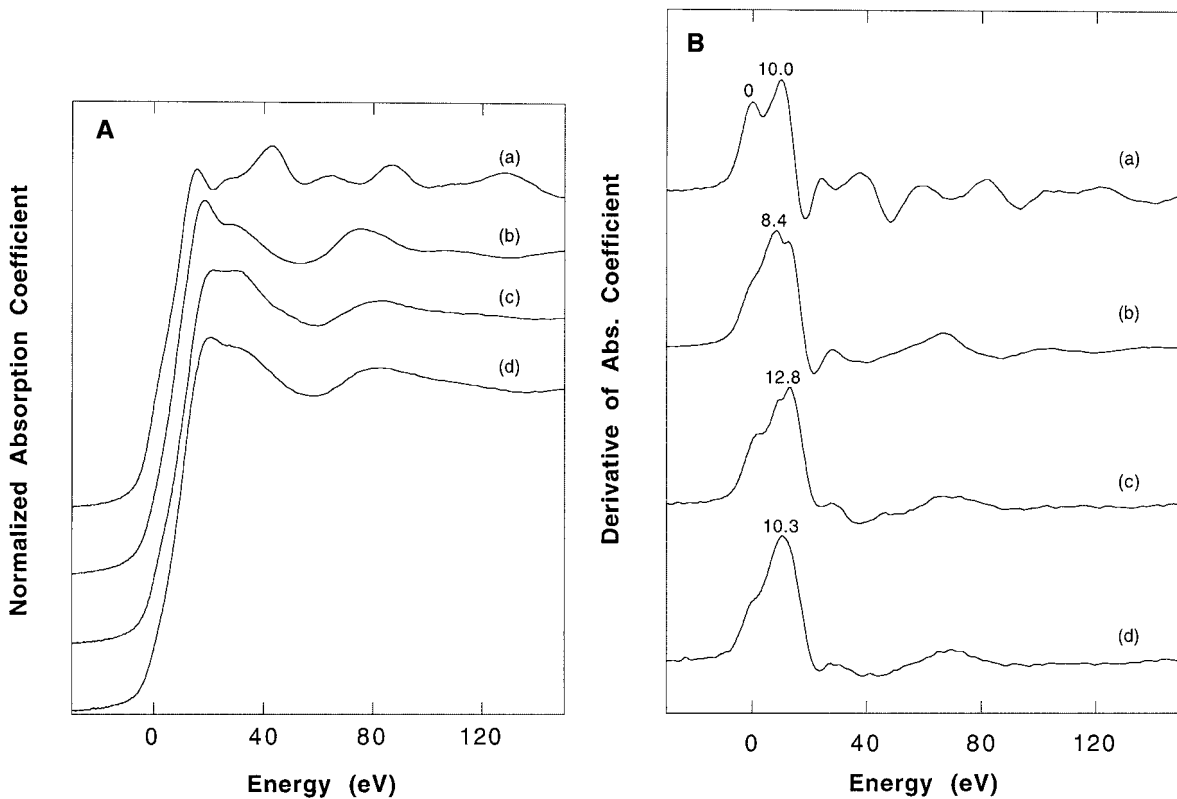 A
(a)
(b)
(c)
(d)
Normalized Absorption Coefficient
0 40 80 120
Energy (eV)
B
0
10.0
(a)
8.4
(b)
12.8
(c)
10.3
(d)
Derivative of Abs. Coefficient
0 40 80 120
Energy (eV)